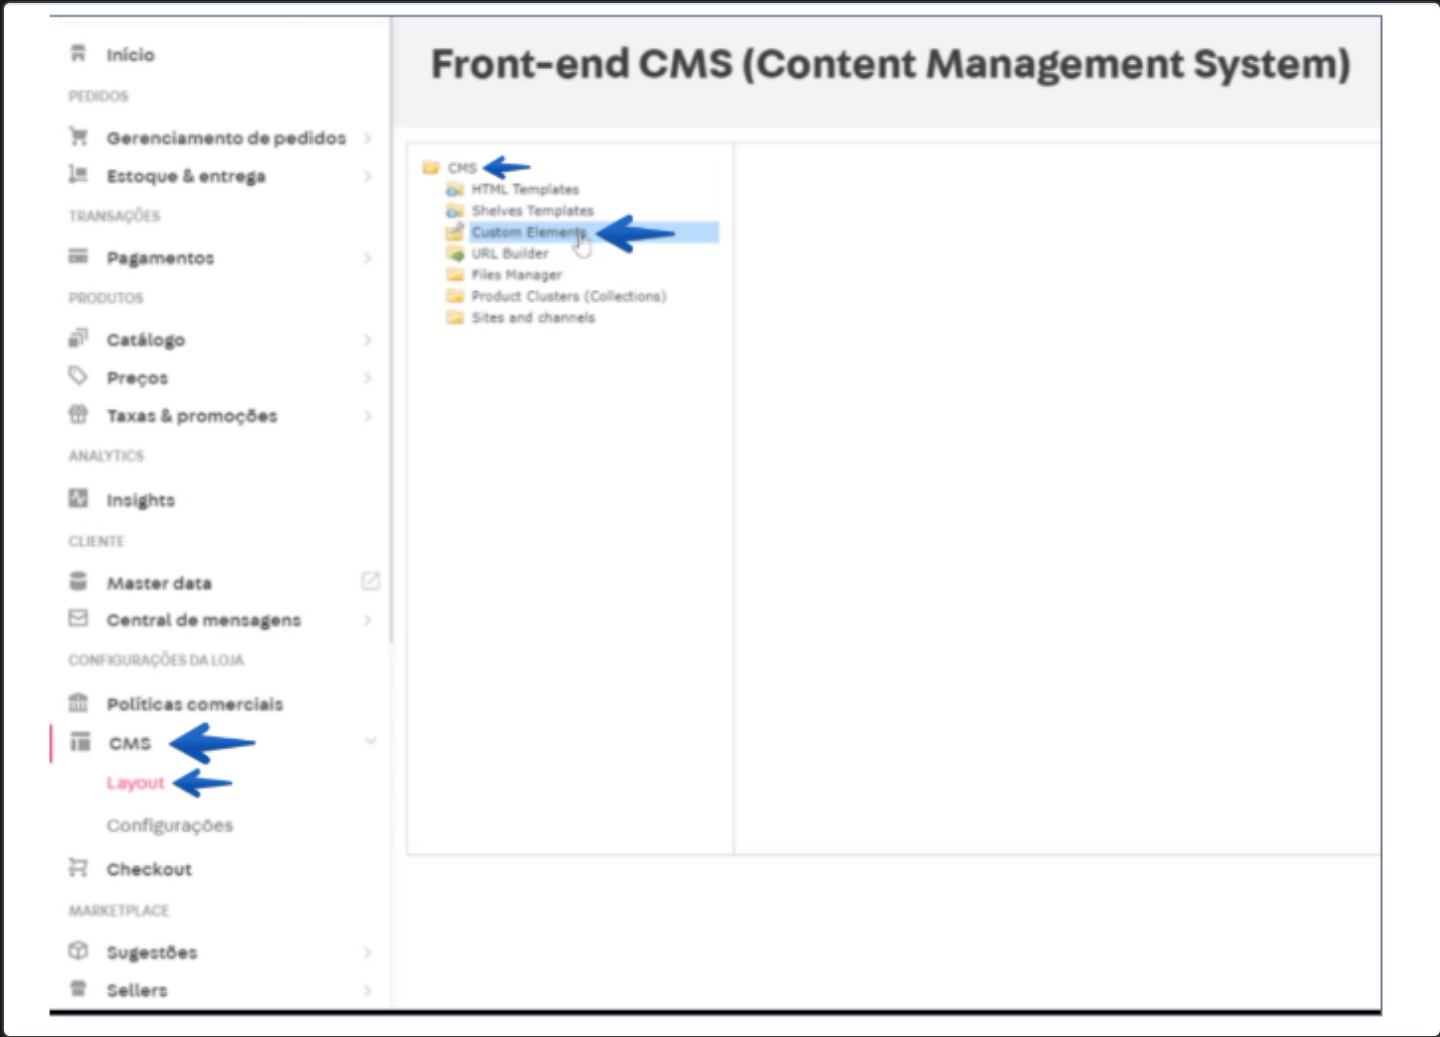 Início
PEDIDOS
Gerenciamento de pedidos
Estoque & entrega
TRANSAÇÕES
Pagamentos
PRODUTOS
Catálogo
Preços
Taxas & promoções
ANALYTICS
Insights
CLIENTE
Master data
Central de mensagens
CONFIGURAÇÕES DA LOJA
Políticas comerciais
CMS
Layout
Configurações
Checkout
MARKETPLACE
Sugestões
Sellers
Front-end CMS (Content Management System)
CMS
HTML Templates
Shelves Templates
Custom Elements
URL Builder
Files Manager
Product Clusters (Collections)
Sites and channels